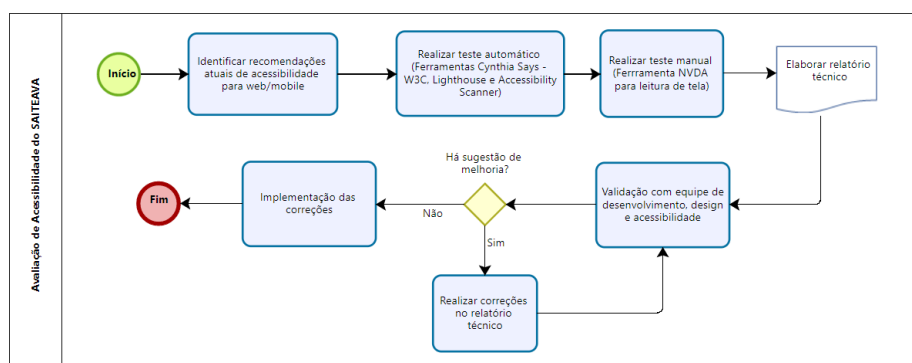 Avaliação de Acessibilidade do SAITEAVA
Início
Identificar recomendações
atuais de acessibilidade
para web/mobile
Realizar teste automático
(Ferramentas Cynthia Says -
W3C, Lighthouse e Accessibility
Scanner)
Realizar teste manual
(Ferrramenta NVDA
para leitura de tela)
Elaborar relatório
técnico
Validação com equipe de
desenvolvimento, design
e acessibilidade
Há sugestão de
melhoria?
Não
Sim
Implementação das
correções
Fim
Realizar correções
no relatório
técnico